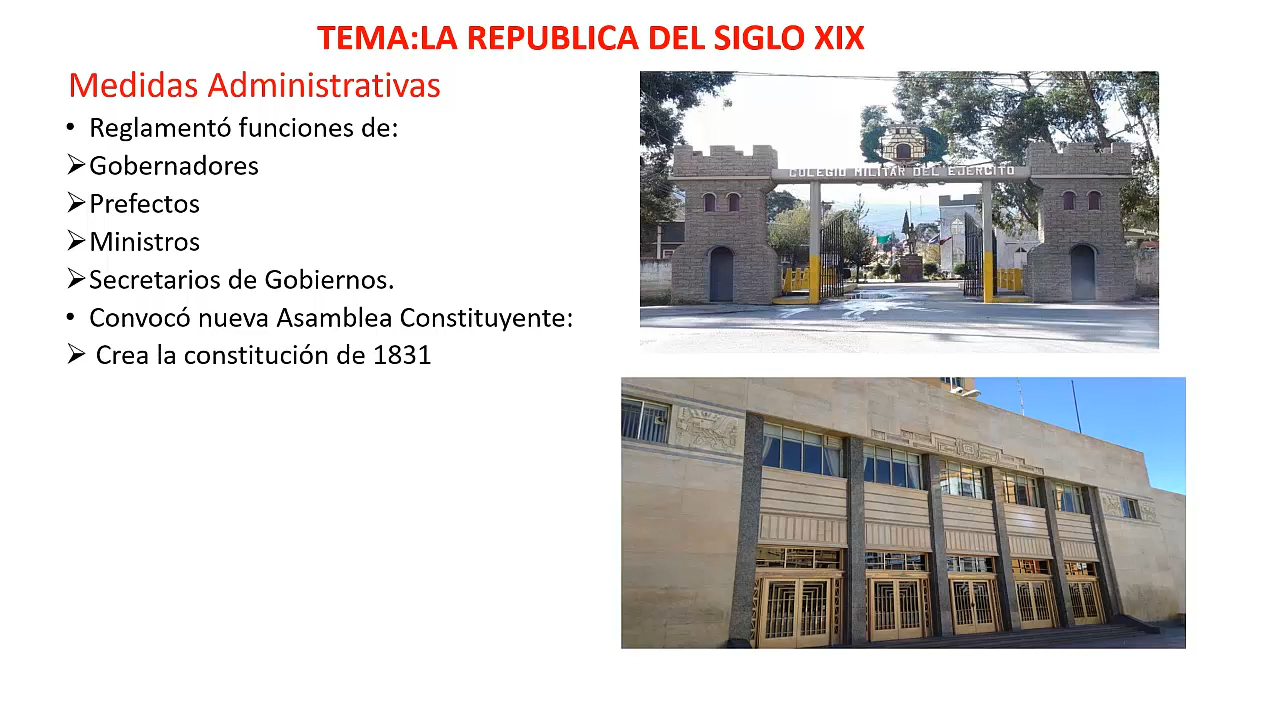 TEMA:LA REPUBLICA DEL SIGLO XIX
Medidas Administrativas
• Reglamentó funciones de:
➢Gobernadores
➢Prefectos
➢Ministros
➢Secretarios de Gobiernos.
• Convocó nueva Asamblea Constituyente:
➢ Crea la constitución de 1831
COLEGIO MILITAR DEL EJERCITO